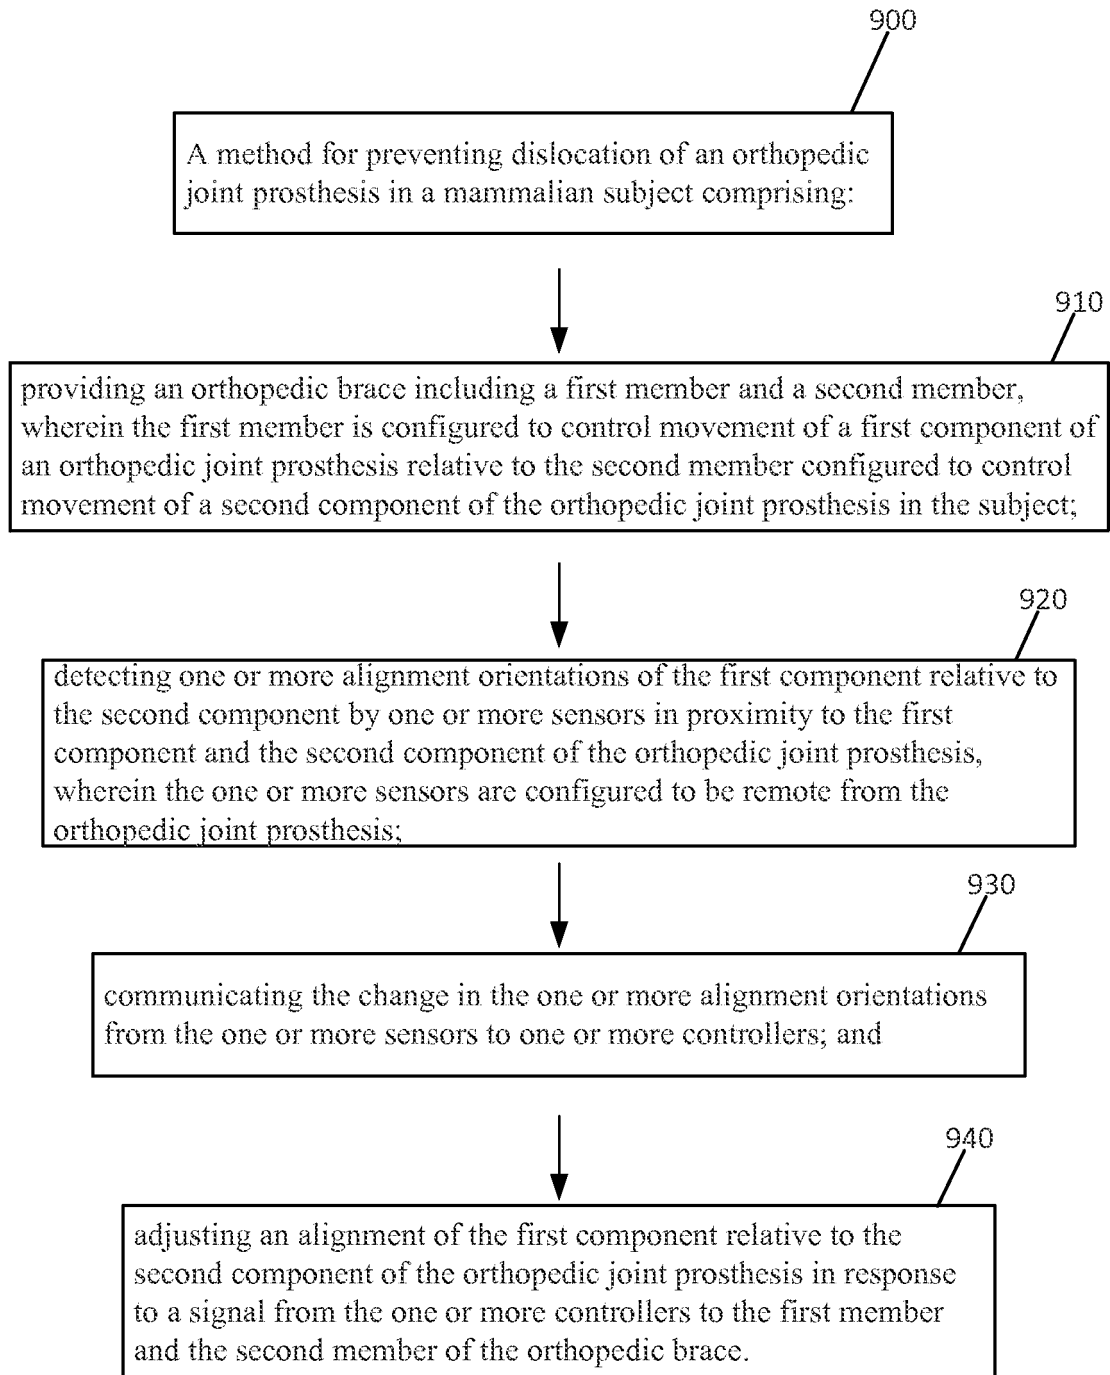 900
A method for preventing dislocation of an orthopedic
joint prosthesis in a mammalian subject comprising:
910
providing an orthopedic brace including a first member and a second member,
wherein the first member is configured to control movement of a first component of
an orthopedic joint prosthesis relative to the second member configured to control
movement of a second component of the orthopedic joint prosthesis in the subject;
920
detecting one or more alignment orientations of the first component relative to
the second component by one or more sensors in proximity to the first
component and the second component of the orthopedic joint prosthesis,
wherein the one or more sensors are configured to be remote from the
orthopedic joint prosthesis;
930
communicating the change in the one or more alignment orientations
from the one or more sensors to one or more controllers; and
940
adjusting an alignment of the first component relative to the
second component of the orthopedic joint prosthesis in response
to a signal from the one or more controllers to the first member
and the second member of the orthopedic brace.